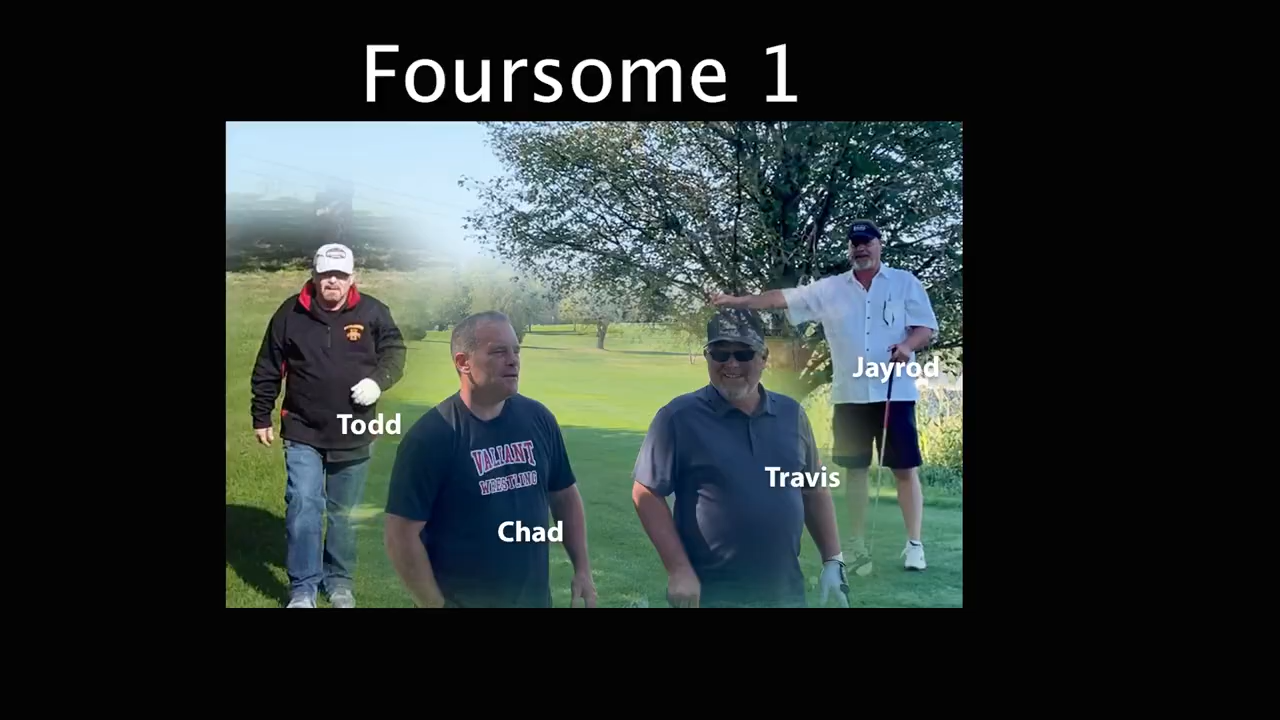 Foursome 1
Jayrod
Todd
VALIANT
WRESTLING
Travis
Chad